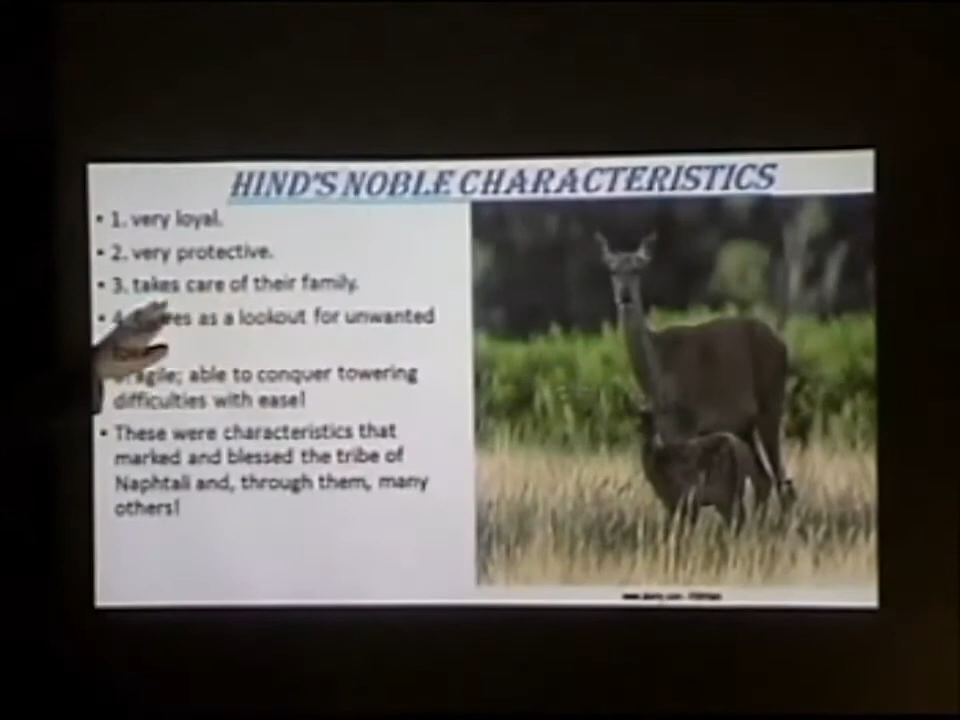 HIND'S NOBLE CHARACTERISTICS
• 1. very loyal.
• 2. very protective.
• 3. takes care of their family.
• 4. as a lookout for unwanted
agile; able to conquer towering
difficulties with ease!
• These were characteristics that
marked and blessed the tribe of
Naphtali and, through them, many
others!